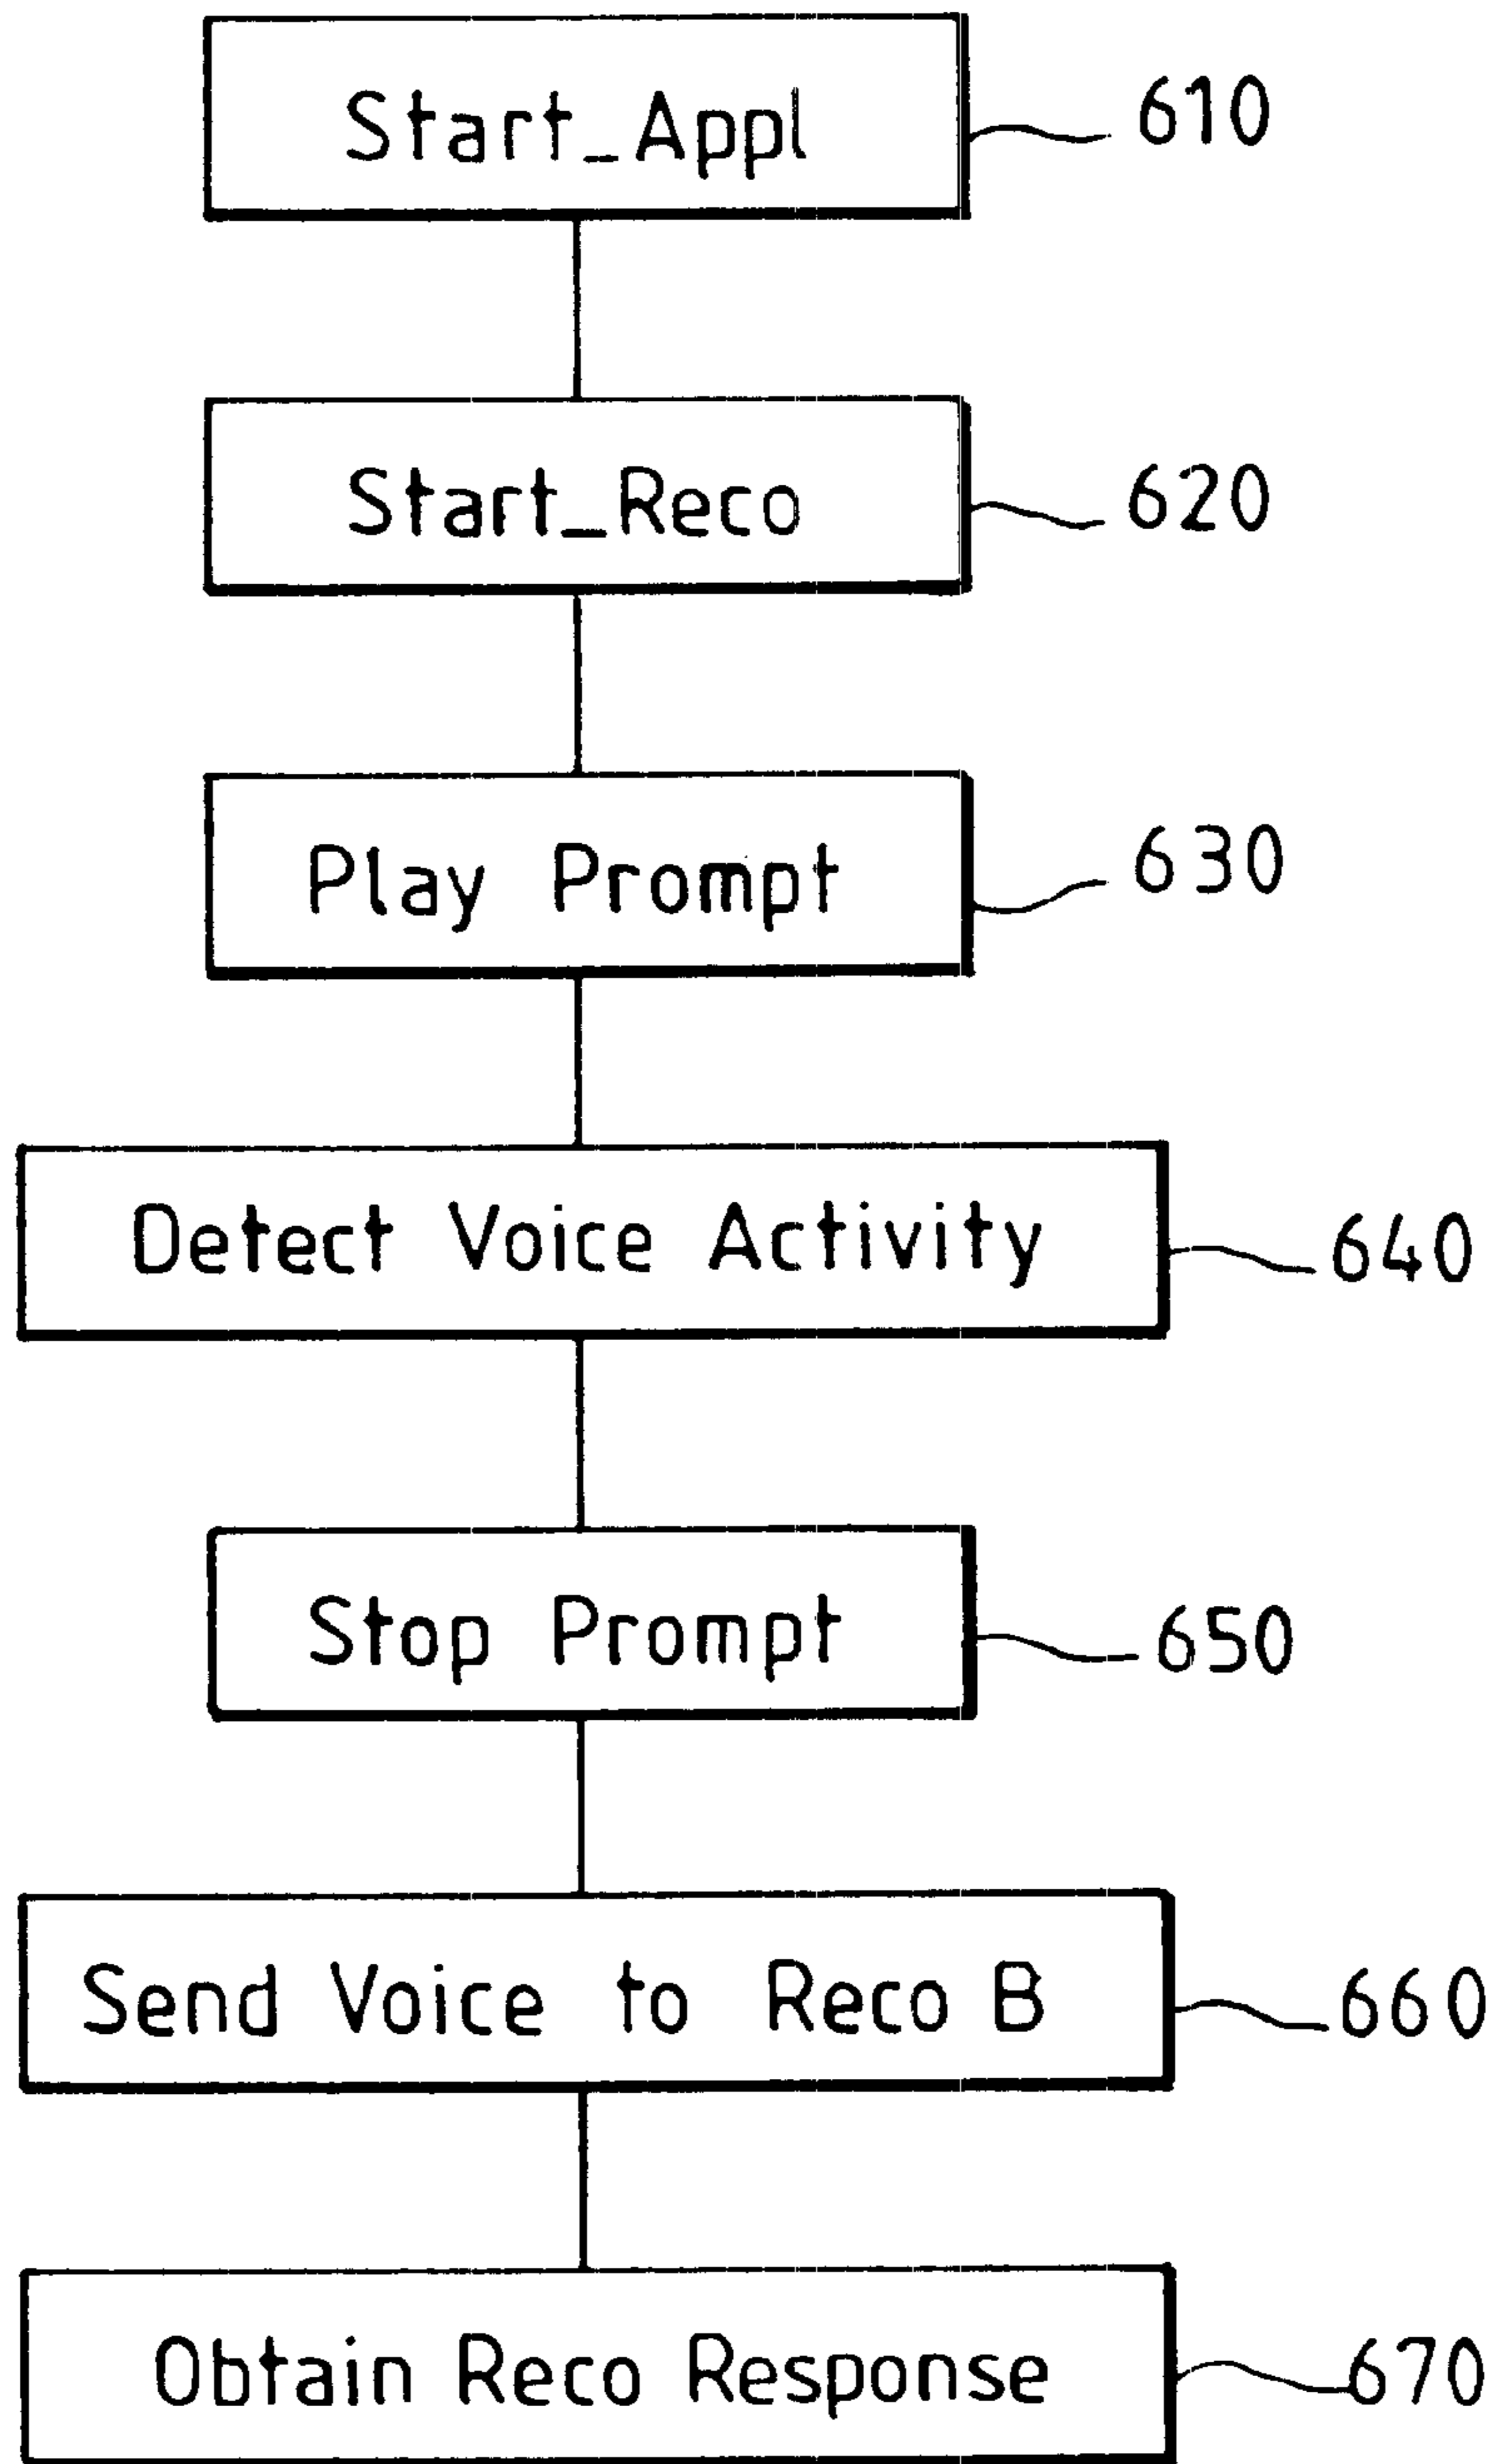 Start_Appl 610
Start_Reco 620
Play Prompt 630
Detect Voice Activity 640
Stop Prompt 650
Send Voice to Reco B 660
Obtain Reco Response 670